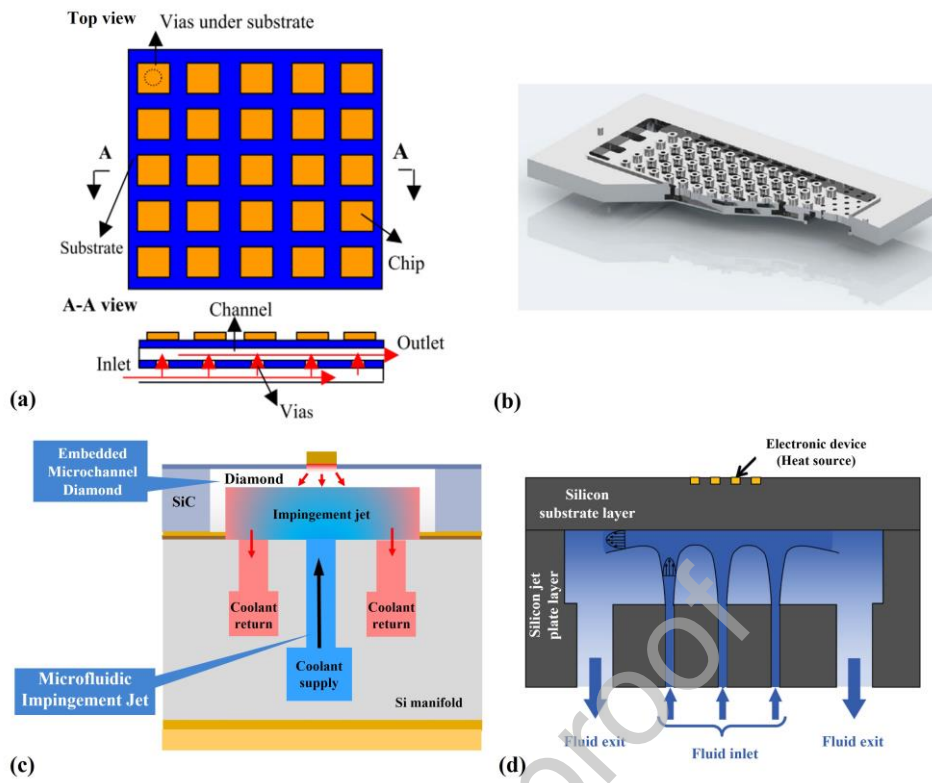 Top view
Vias under substrate
A
A
Substrate
Chip
A-A view
Channel
Outlet
Inlet
Vias
(a)
(b)
Embedded
Microchannel
Diamond
Diamond
SiC
Impingement jet
Coolant
return
Coolant
return
Coolant
supply
Microfluidic
Impingement Jet
Si manifold
(c)
Electronic device
(Heat source)
Silicon
substrate layer
Silicon jet
plate layer
Fluid exit
Fluid inlet
Fluid exit
(d)
proof